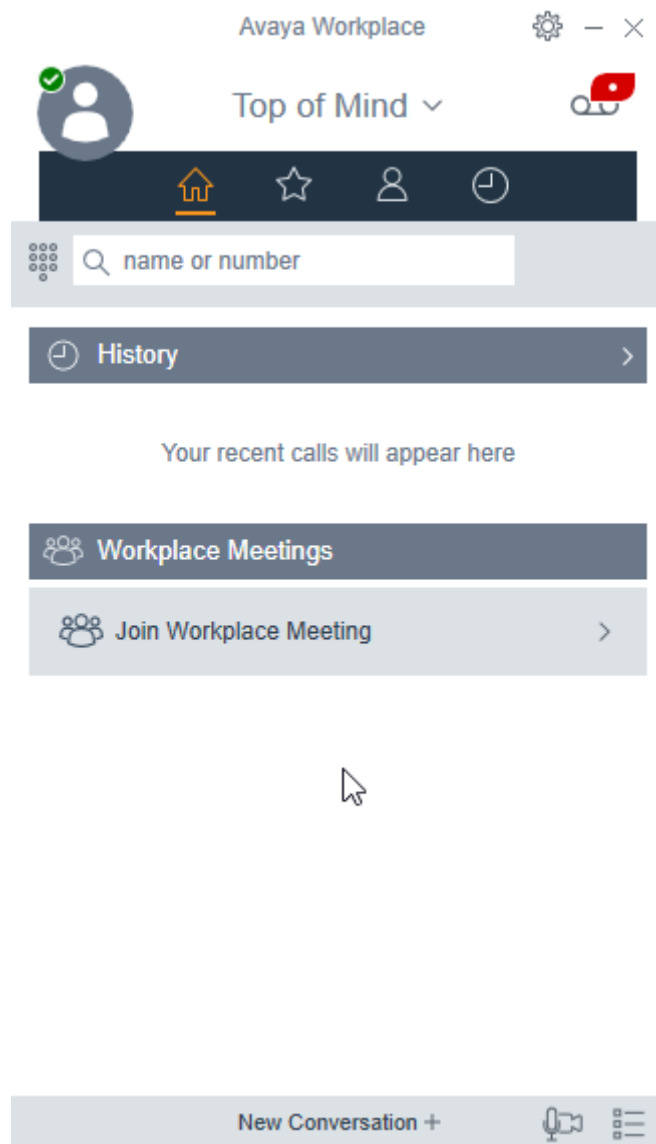 Avaya Workplace
Top of Mind
name or number
History
Your recent calls will appear here
Workplace Meetings
Join Workplace Meeting
New Conversation +